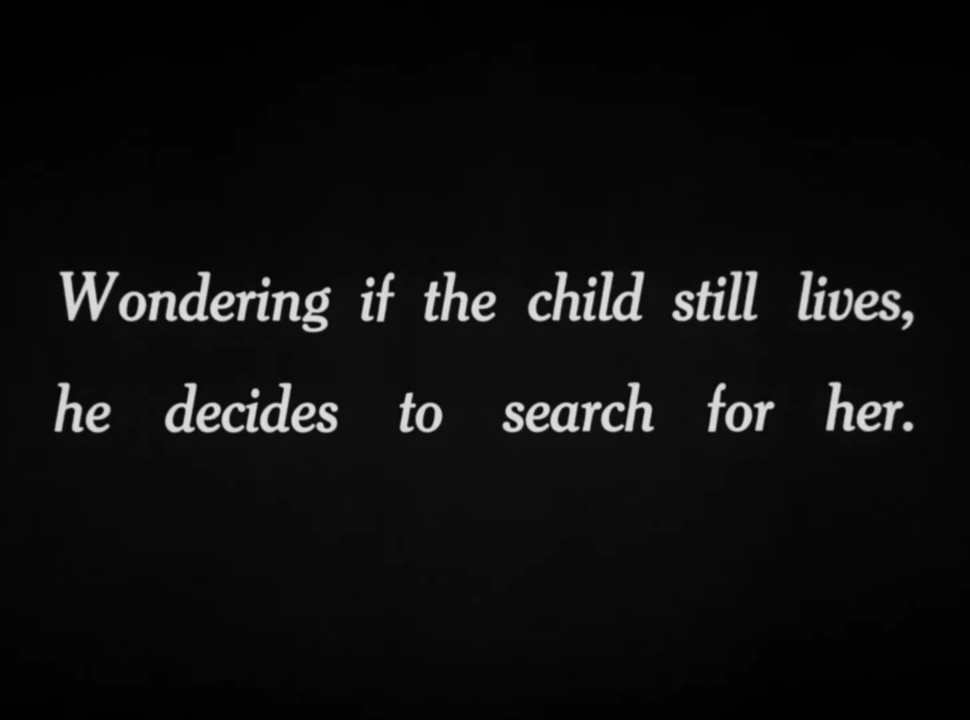 Wondering if the child still lives,
he decides to search for her.